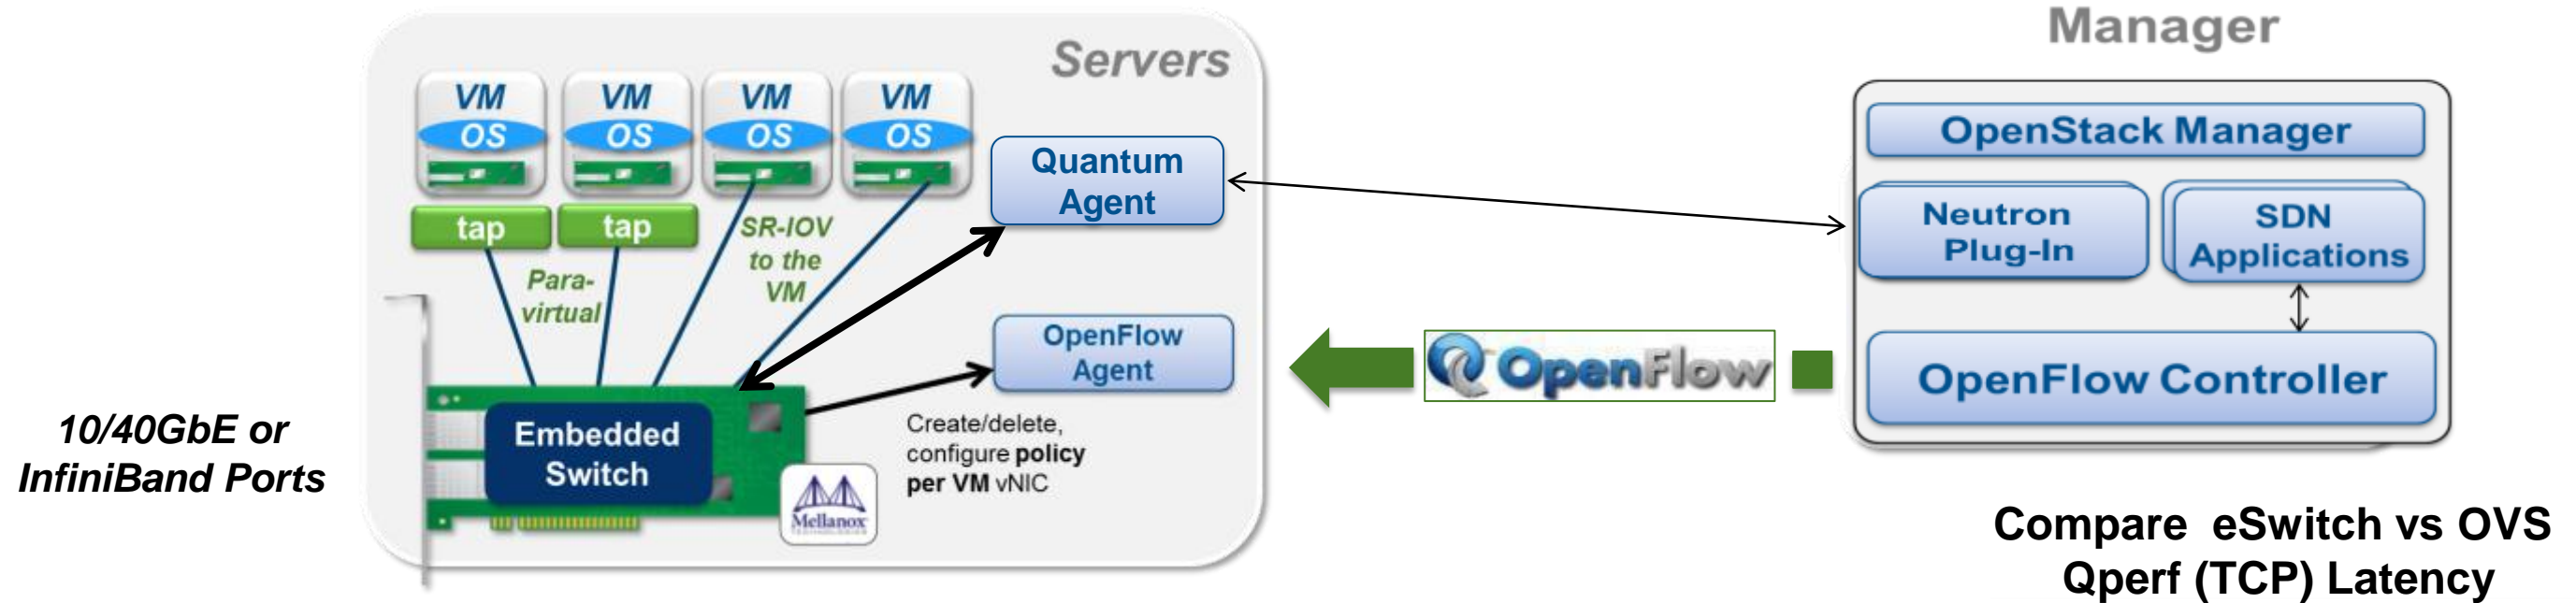 Servers
VM
OS
VM
OS
VM
OS
VM
OS
tap
tap
Para-
virtual
SR-IOV
to the
VM
Quantum
Agent
OpenFlow
Agent
Create/delete,
configure policy
per VM vNIC
Embedded
Switch
Mellanox
TECHNOLOGIES
10/40GbE or
InfiniBand Ports
OpenFlow
Manager
OpenStack Manager
Neutron
Plug-In
SDN
Applications
OpenFlow Controller
Compare eSwitch vs OVS
Qperf (TCP) Latency